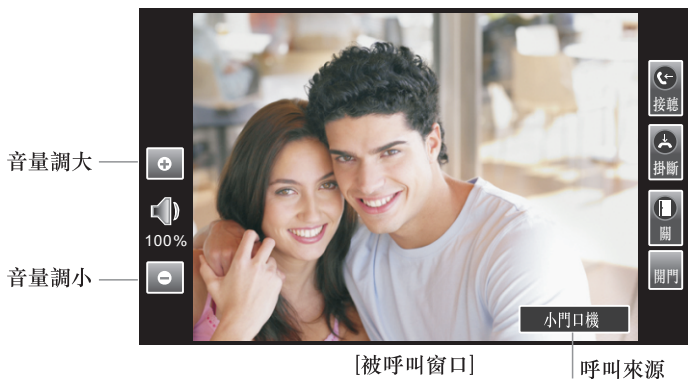 音量調大
100%
音量調小
接聽
掛斷
關
開門
小門口機
[被呼叫窗口]
呼叫來源